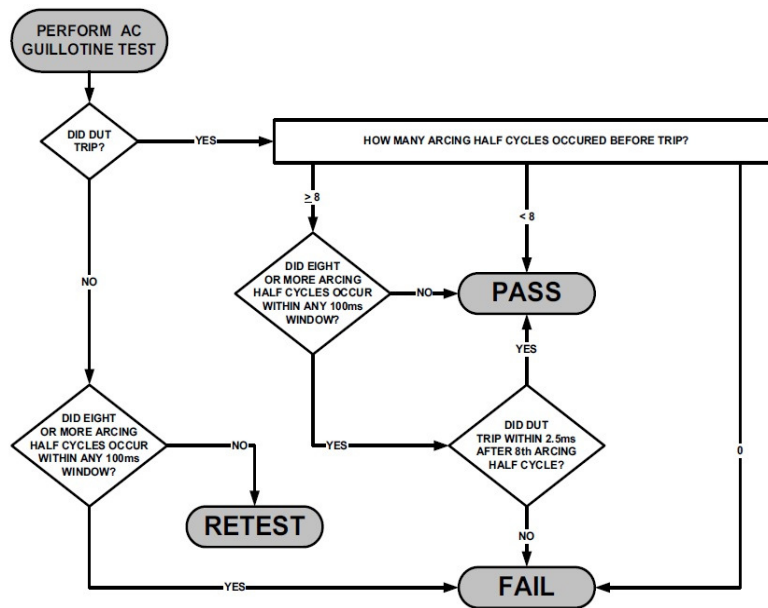 PERFORM AC
GUILLOTINE TEST
DID DUT
TRIP?
YES
HOW MANY ARCING HALF CYCLES OCCURED BEFORE TRIP?
≥ 8
< 8
DID EIGHT
OR MORE ARCING
HALF CYCLES OCCUR
WITHIN ANY 100ms
WINDOW?
NO
PASS
NO
YES
DID EIGHT
OR MORE ARCING
HALF CYCLES OCCUR
WITHIN ANY 100ms
WINDOW?
NO
YES
DID DUT
TRIP WITHIN 2.5ms
AFTER 8th ARCING
HALF CYCLE?
0
RETEST
NO
YES
FAIL